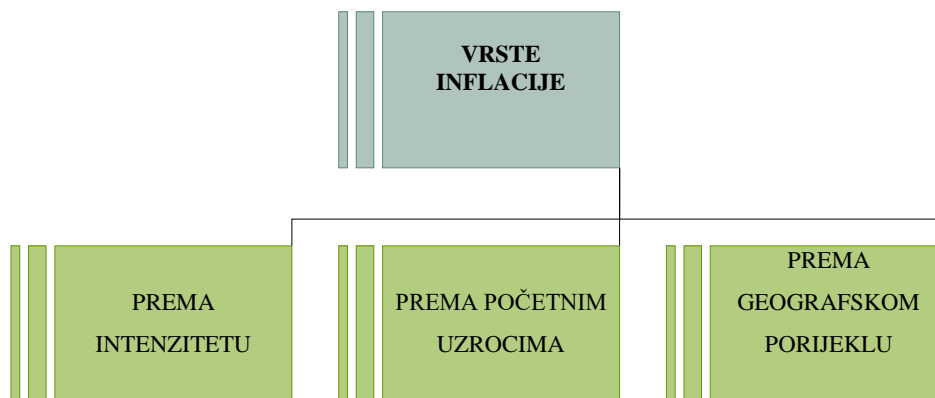 VRSTE
INFLACIJE
PREMA
INTENZITETU
PREMA POČETNIM
UZROCIMA
PREMA
GEOGRAFSKOM
PORIJEKLU